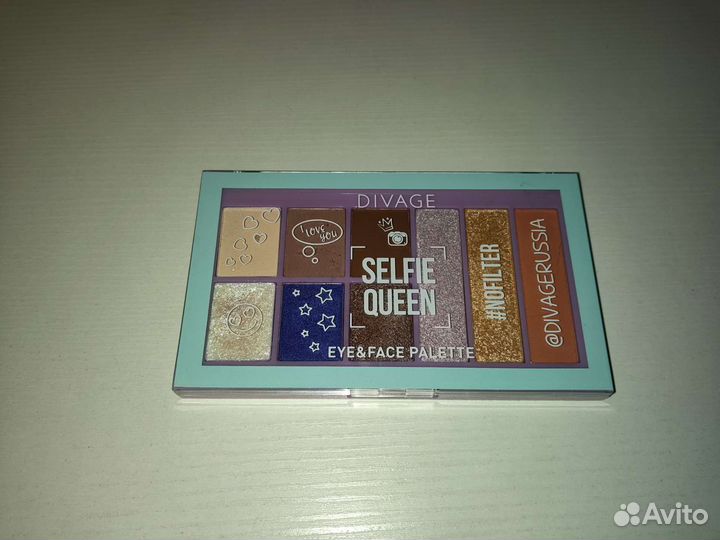 DIVAGE
I LOVE YOU
SELFIE
QUEEN
EYE&FACE PALETTE
#NOFILTER
@DIVAGERUSSIA
Avito